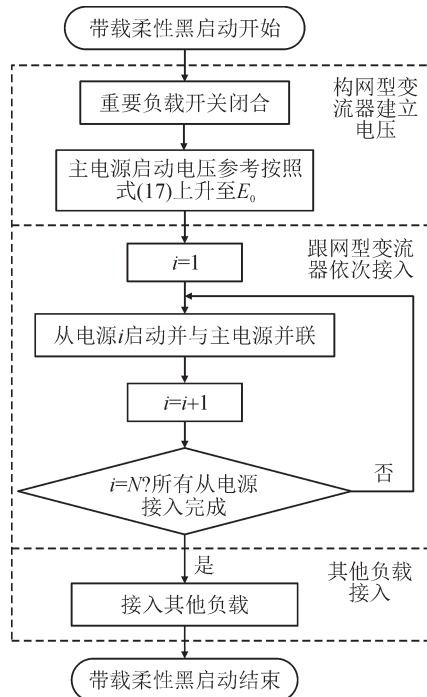 带载柔性黑启动开始
构网型变
流器建立
电压
重要负载开关闭合
主电源启动电压参考按照
式(17)上升至E₀
跟网型变流
器依次接入
i=1
从电源i启动并与主电源并联
i=i+1
i=N?所有从电源
接入完成
否
是
其他负载
接入
接入其他负载
带载柔性黑启动结束